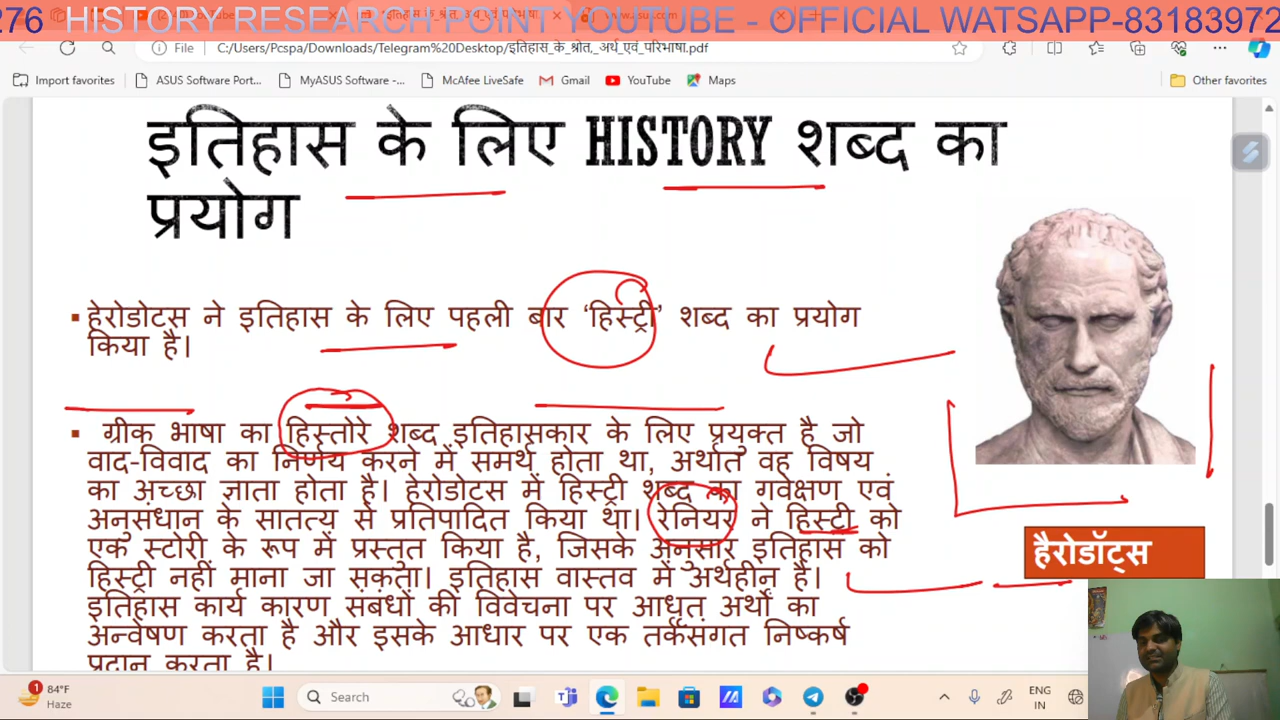 276 HISTORY RESEARCH POINT YOUTUBE - OFFICIAL WATSAPP-83183972
File C:/Users/Pcspa/Downloads/Telegram%20Desktop/इतिहास_के_श्रोत,_अर्थ_एवं_परिभाषा.pdf
Import favorites ASUS Software Port... MyASUS Software -... McAfee LiveSafe Gmail YouTube Maps Other favorites
इतिहास के लिए HISTORY शब्द का
प्रयोग
▪ हेरोडोटस ने इतिहास के लिए पहली बार ‘हिस्ट्री’ शब्द का प्रयोग
किया है।
▪ ग्रीक भाषा का हिस्तोरे शब्द इतिहासकार के लिए प्रयुक्त है जो
वाद-विवाद का निर्णय करने में समर्थ होता था, अर्थात वह विषय
का अच्छा ज्ञाता होता है। हेरोडोटस में हिस्ट्री शब्द का गवेक्षण एवं
अनुसंधान के सातत्य से प्रतिपादित किया था। रेनियर ने हिस्ट्री को
एक स्टोरी के रूप में प्रस्तुत किया है, जिसके अनुसार इतिहास को
हिस्ट्री नहीं माना जा सकता। इतिहास वास्तव में अर्थहीन है।
इतिहास कार्य कारण संबंधों की विवेचना पर आधृत अर्थों का
अन्वेषण करता है और इसके आधार पर एक तर्कसंगत निष्कर्ष
प्रदान करता है।
हैरोडॉट्स
1
84°F
Haze
Search
ENG
IN